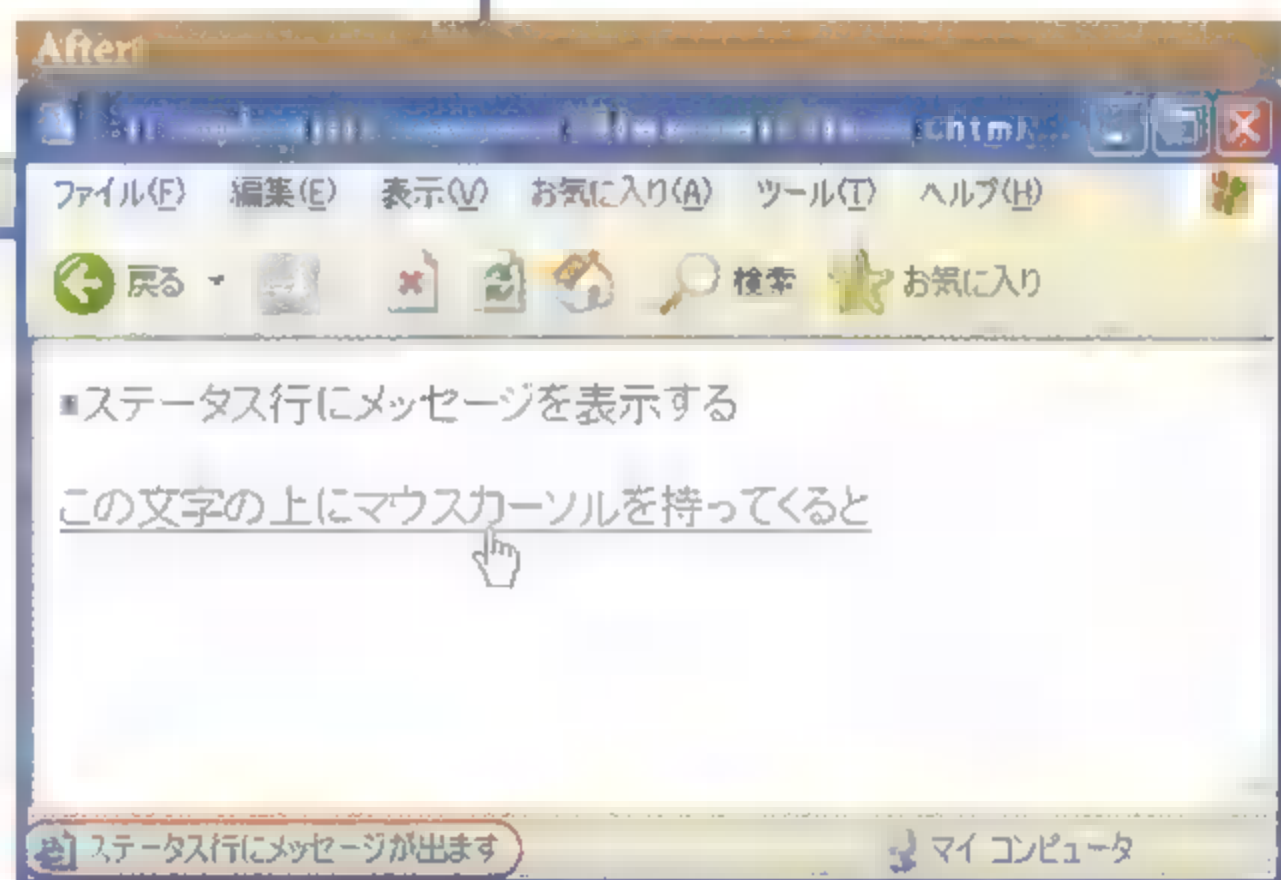 After
ファイル(F) 編集(E) 表示(V) お気に入り(A) ツール(T) ヘルプ(H)
戻る 検索 お気に入り
■ステータス行にメッセージを表示する
この文字の上にマウスカーソルを持ってくると
ステータス行にメッセージが出ます マイ コンピュータ